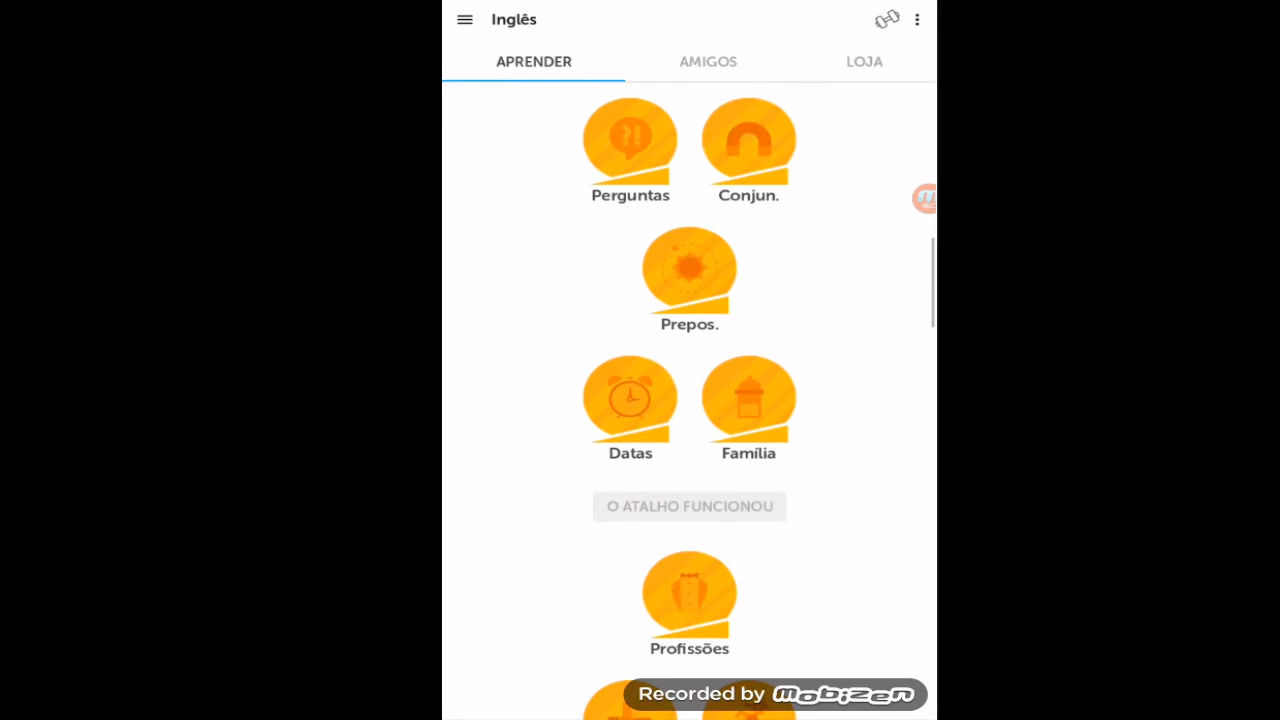 Inglês
APRENDER AMIGOS LOJA
?!
Perguntas Conjun.
Prepos.
Datas Família
O ATALHO FUNCIONOU
Profissões
Recorded by mobizen